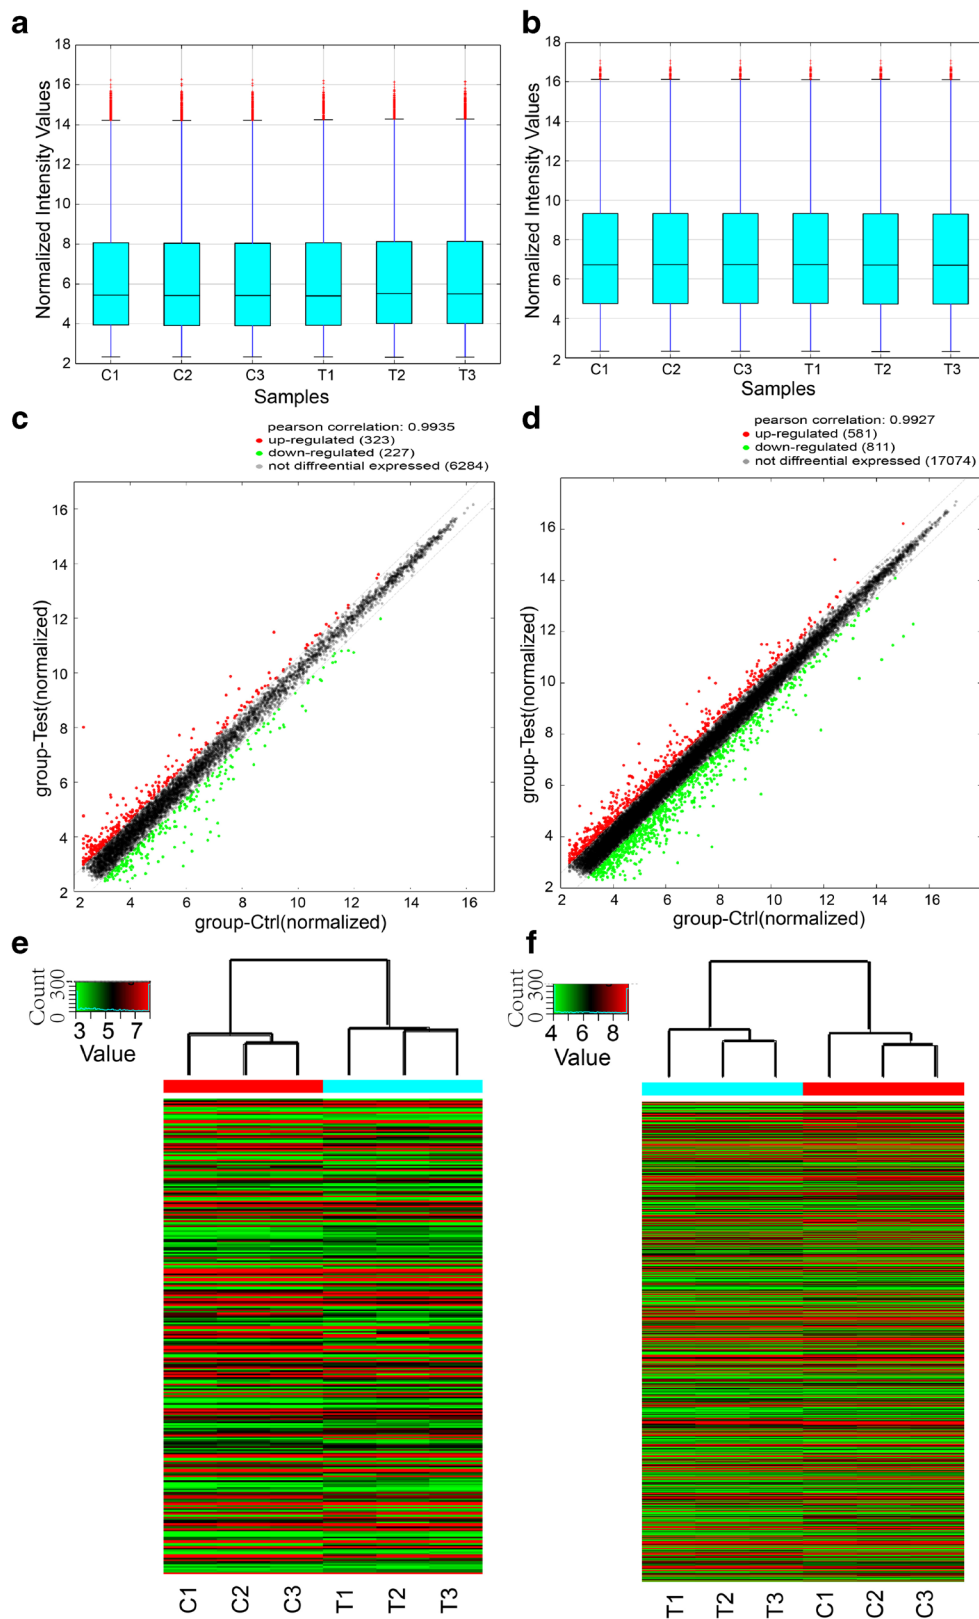 a
Normalized Intensity Values
18
16
14
12
10
8
6
4
2
C1 C2 C3 T1 T2 T3
Samples
b
Normalized Intensity Values
18
16
14
12
10
8
6
4
2
C1 C2 C3 T1 T2 T3
Samples
c
pearson correlation: 0.9935
up-regulated (323)
down-regulated (227)
not diffrential expressed (6284)
group-Test(normalized)
16
14
12
10
8
6
4
2
2 4 6 8 10 12 14 16
group-Ctrl(normalized)
d
pearson correlation: 0.9927
up-regulated (581)
down-regulated (811)
not diffrential expressed (17074)
group-Test(normalized)
16
14
12
10
8
6
4
2
2 4 6 8 10 12 14 16
group-Ctrl(normalized)
e
Count
0 300
3 5 7
Value
C1 C2 C3 T1 T2 T3
f
Count
0 300
4 6 8
Value
T1 T2 T3 C1 C2 C3